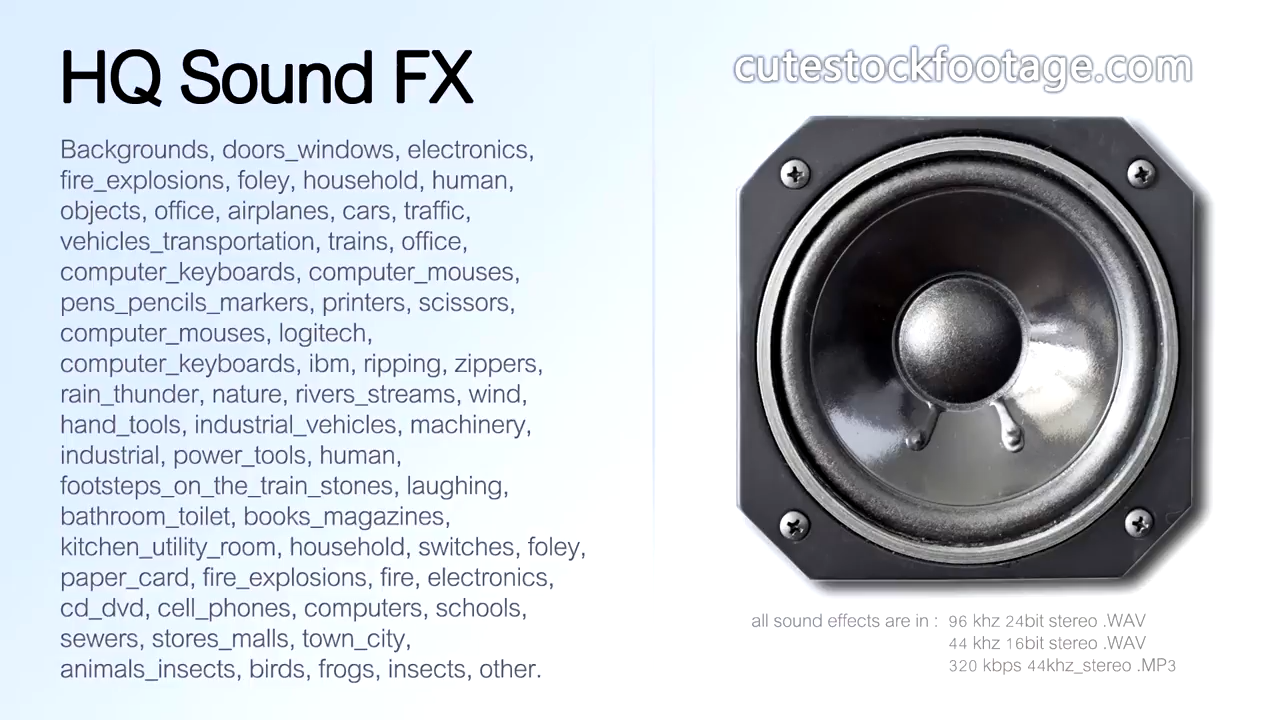 HQ Sound FX
Backgrounds, doors_windows, electronics,
fire_explosions, foley, household, human,
objects, office, airplanes, cars, traffic,
vehicles_transportation, trains, office,
computer_keyboards, computer_mouses,
pens_pencils_markers, printers, scissors,
computer_mouses, logitech,
computer_keyboards, ibm, ripping, zippers,
rain_thunder, nature, rivers_streams, wind,
hand_tools, industrial_vehicles, machinery,
industrial, power_tools, human,
footsteps_on_the_train_stones, laughing,
bathroom_toilet, books_magazines,
kitchen_utility_room, household, switches, foley,
paper_card, fire_explosions, fire, electronics,
cd_dvd, cell_phones, computers, schools,
sewers, stores_malls, town_city,
animals_insects, birds, frogs, insects, other.
cutestockfootage.com
all sound effects are in : 96 khz 24bit stereo .WAV
44 khz 16bit stereo .WAV
320 kbps 44khz_stereo .MP3